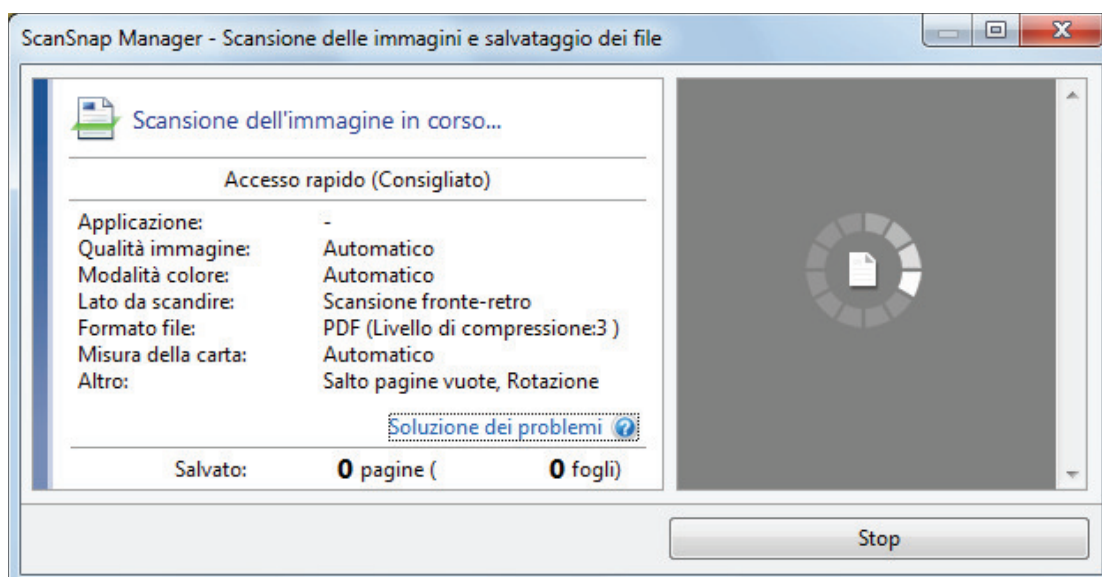 ScanSnap Manager - Scansione delle immagini e salvataggio dei file
Scansione dell'immagine in corso...
Accesso rapido (Consigliato)
Applicazione: -
Qualità immagine: Automatico
Modalità colore: Automatico
Lato da scandire: Scansione fronte-retro
Formato file: PDF (Livello di compressione:3 )
Misura della carta: Automatico
Altro: Salto pagine vuote, Rotazione
Soluzione dei problemi ?
Salvato: 0 pagine ( 0 fogli)
Stop